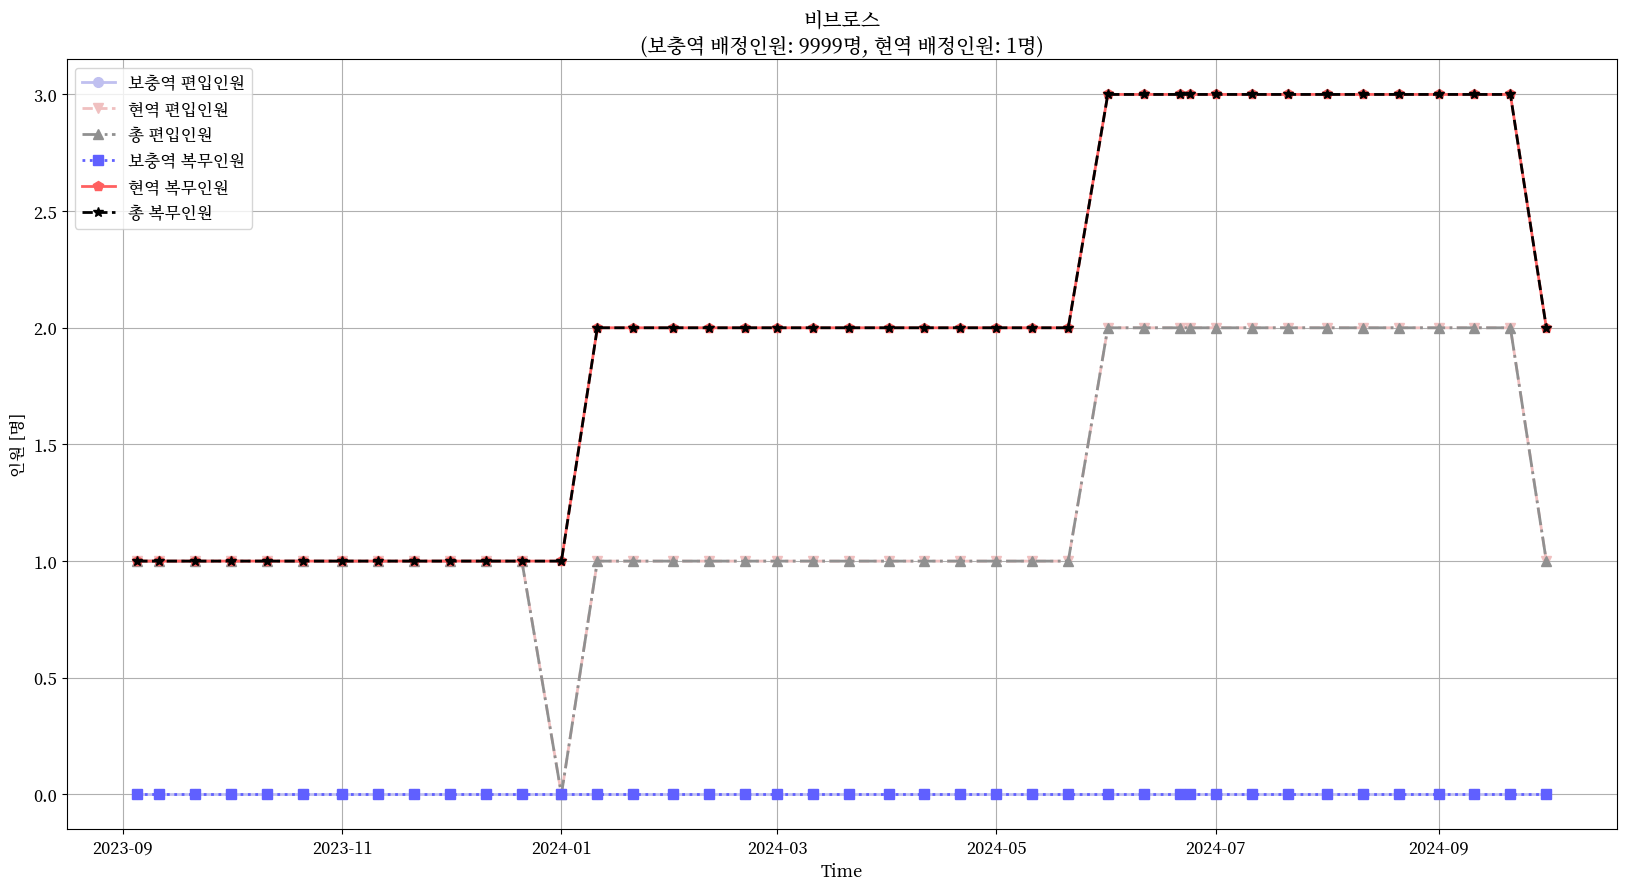 비브로스
(보충역 배정인원: 9999명, 현역 배정인원: 1명)
보충역 편입인원
현역 편입인원
총 편입인원
보충역 복무인원
현역 복무인원
총 복무인원
3.0
2.5
2.0
1.5
1.0
0.5
0.0
인원 [명]
2023-09
2023-11
2024-01
2024-03
2024-05
2024-07
2024-09
Time